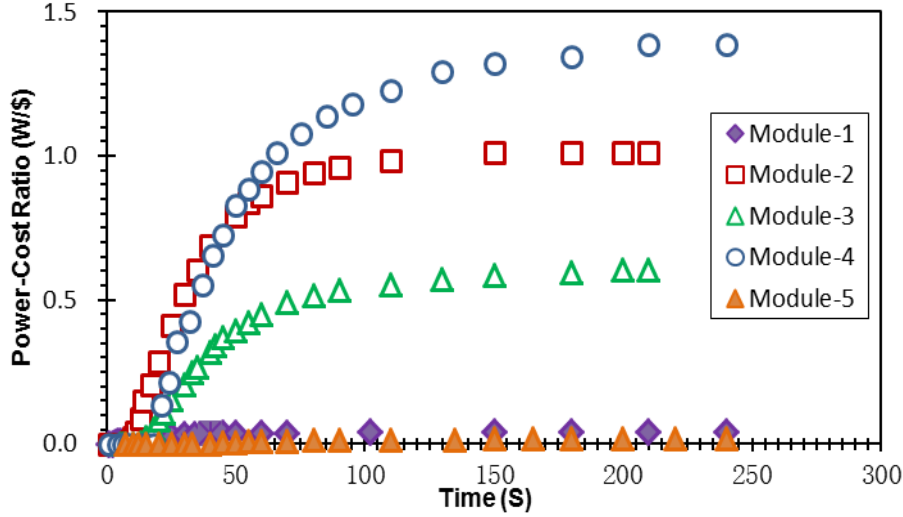 Power-Cost Ratio (W/$)
1.5
1.0
0.5
0.0
0 50 100 150 200 250 300
Time (S)
Module-1
Module-2
Module-3
Module-4
Module-5